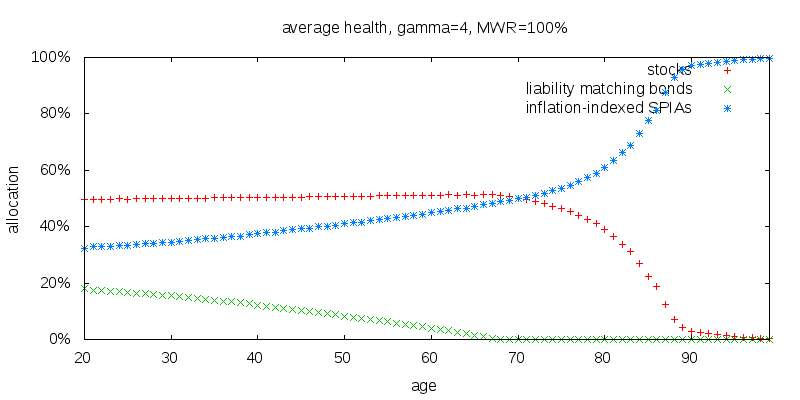 average health, gamma=4, MWR=100%
100%
80%
60%
40%
20%
0%
allocation
stocks
liability matching bonds
inflation-indexed SPIAs
20 30 40 50 60 70 80 90
age